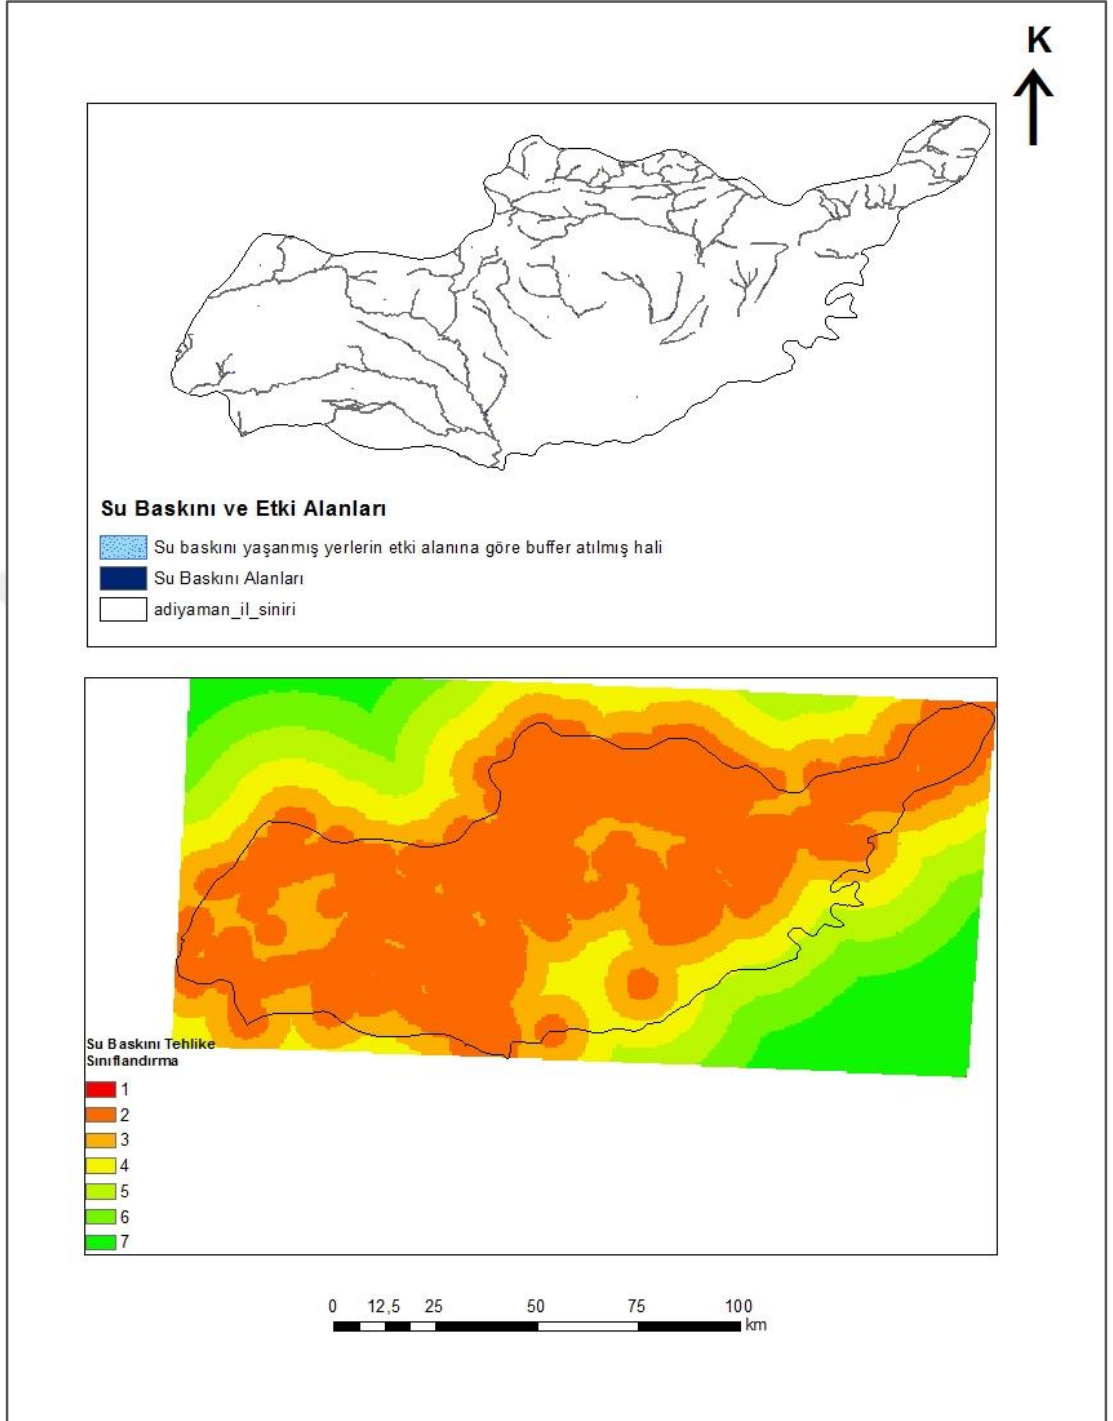 K
Su Baskını ve Etki Alanları
Su baskını yaşanmış yerlerin etki alanına göre buffer atılmış hali
Su Baskını Alanları
adiyaman_il_siniri
Su Baskını Tehlike
Sınıflandırma
1
2
3
4
5
6
7
0 12,5 25 50 75 100
km